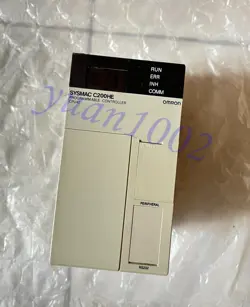 RUN
ERR
INH
COMM
SYSMAC C200HE
PROGRAMMABLE CONTROLLER
OMRON
yuan1002
PERIPHERAL